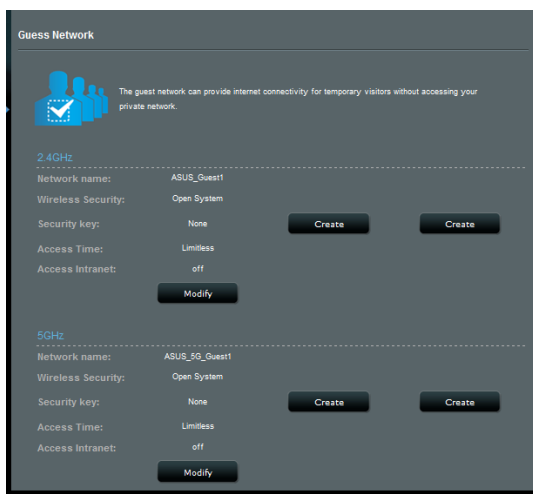 Guess Network
The guest network can provide internet connectivity for temporary visitors without accessing your
private network.
2.4GHz
Network name: ASUS_Guest1
Wireless Security: Open System
Security key: None Create Create
Access Time: Limitless
Access Intranet: off
Modify
5GHz
Network name: ASUS_5G_Guest1
Wireless Security: Open System
Security key: None Create Create
Access Time: Limitless
Access Intranet: off
Modify